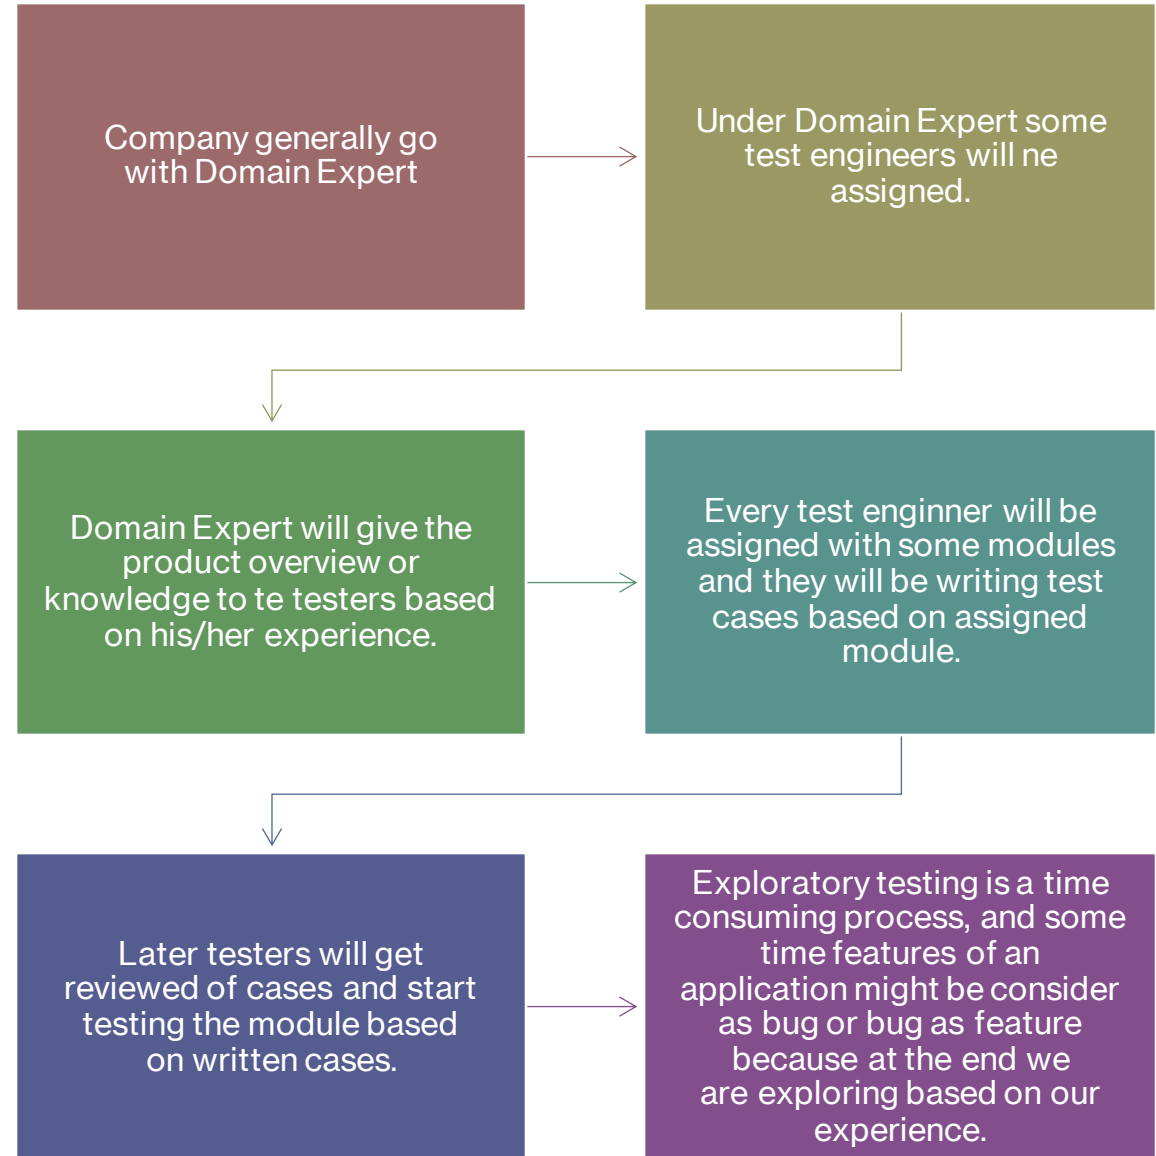 Company generally go
with Domain Expert
Under Domain Expert some
test engineers will ne
assigned.
Domain Expert will give the
product overview or
knowledge to te testers based
on his/her experience.
Every test enginner will be
assigned with some modules
and they will be writing test
cases based on assigned
module.
Later testers will get
reviewed of cases and start
testing the module based
on written cases.
Exploratory testing is a time
consuming process, and some
time features of an
application might be consider
as bug or bug as feature
because at the end we
are exploring based on our
experience.